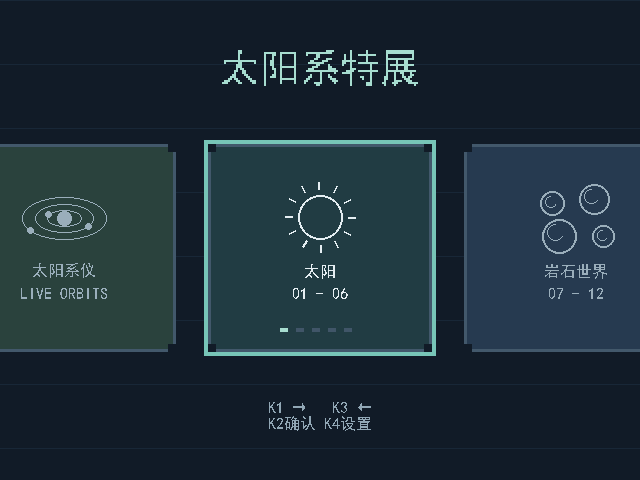 太阳系特展
太阳系仪
LIVE ORBITS
太阳
01 - 06
岩石世界
07 - 12
K1 → K3 ←
K2确认 K4设置